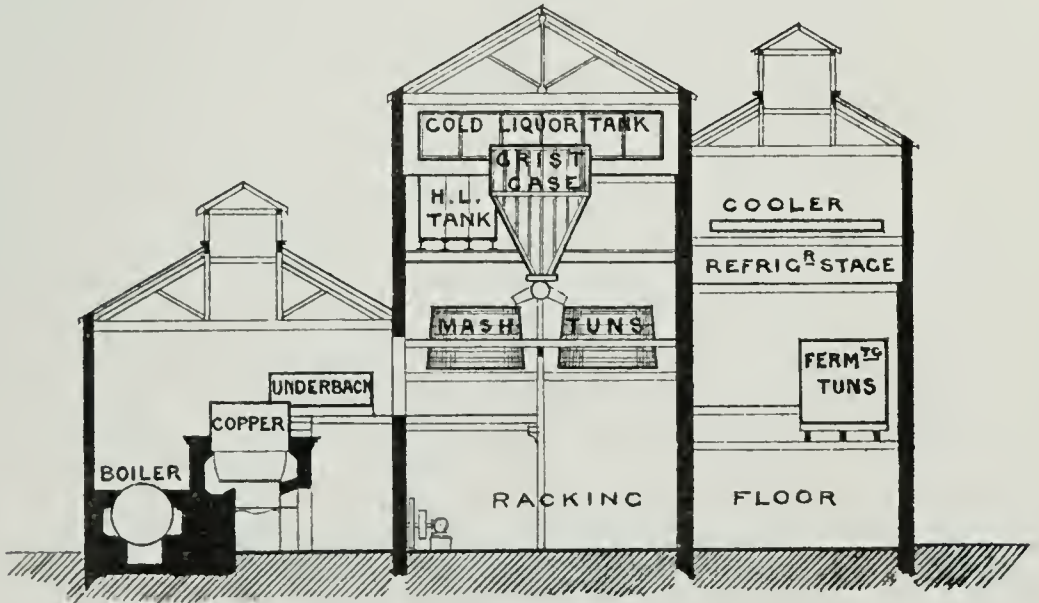 COLD LIQUOR TANK
GRIST
CASE
H.L.
TANK
COOLER
REFRIGR STAGE
MASH TUNS
FERMTG
TUNS
UNDERBACK
COPPER
BOILER
RACKING FLOOR